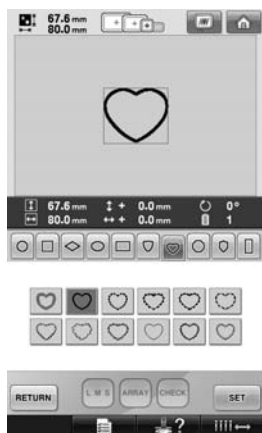 67.6 mm
80.0 mm
67.6 mm + 0.0 mm 0°
80.0 mm + 0.0 mm 1
RETURN L M S ARRAY CHECK SET
?